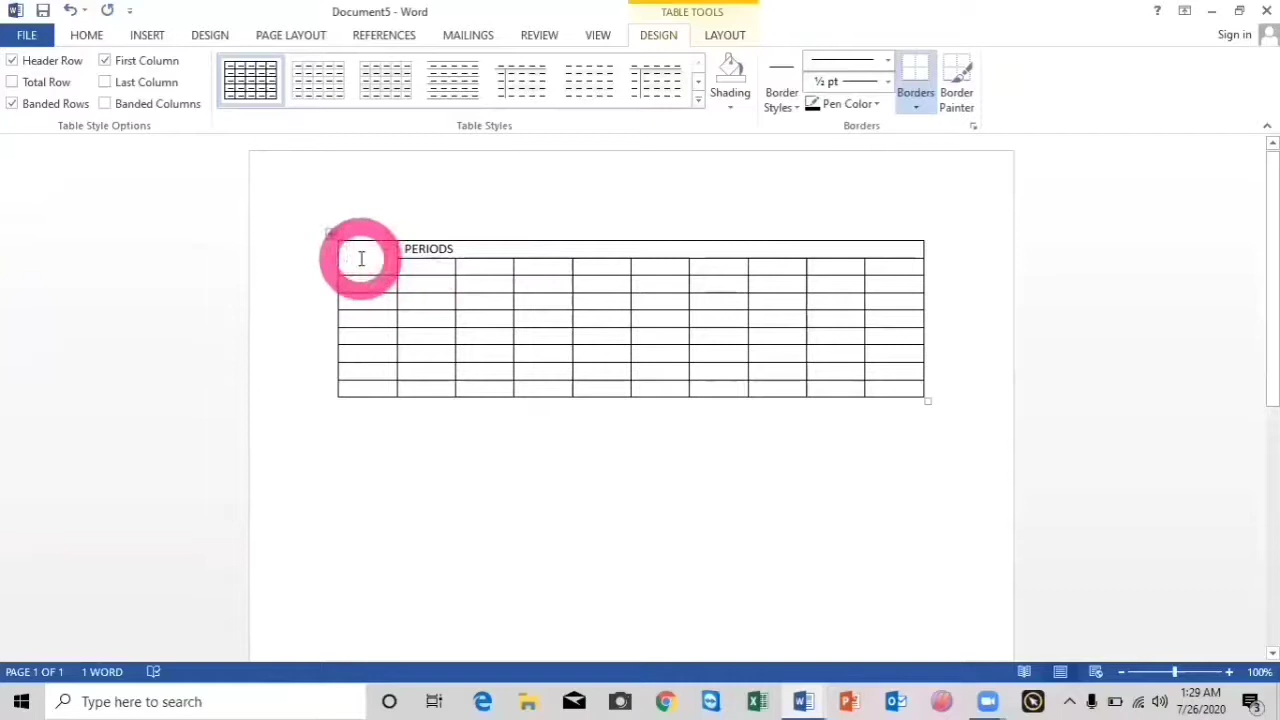 Document5 - Word
TABLE TOOLS
?
FILE HOME INSERT DESIGN PAGE LAYOUT REFERENCES MAILINGS REVIEW VIEW DESIGN LAYOUT Sign in
Header Row First Column
Total Row Last Column
Banded Rows Banded Columns
Table Style Options
Table Styles
Shading
Border Styles
½ pt
Pen Color
Borders
Border Painter
Borders
PERIODS
PAGE 1 OF 1 1 WORD 100%
Type here to search
1:29 AM
7/26/2020
3